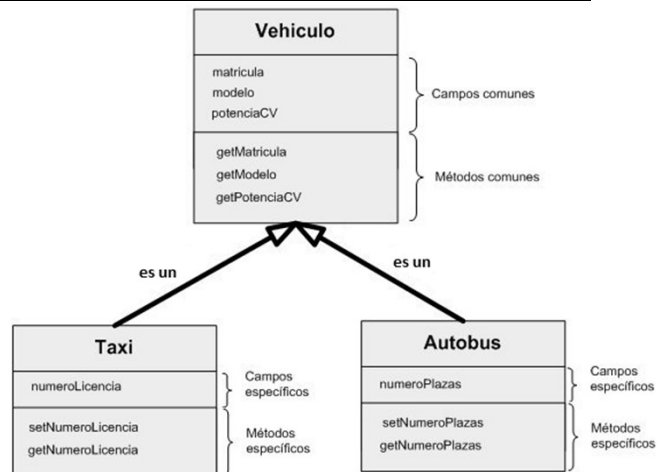 Vehiculo
matricula
modelo
potenciaCV
Campos comunes
getMatricula
getModelo
getPotenciaCV
Métodos comunes
es un
es un
Taxi
numeroLicencia
Campos
específicos
setNumeroLicencia
getNumeroLicencia
Métodos
específicos
Autobus
numeroPlazas
Campos
específicos
setNumeroPlazas
getNumeroPlazas
Métodos
específicos